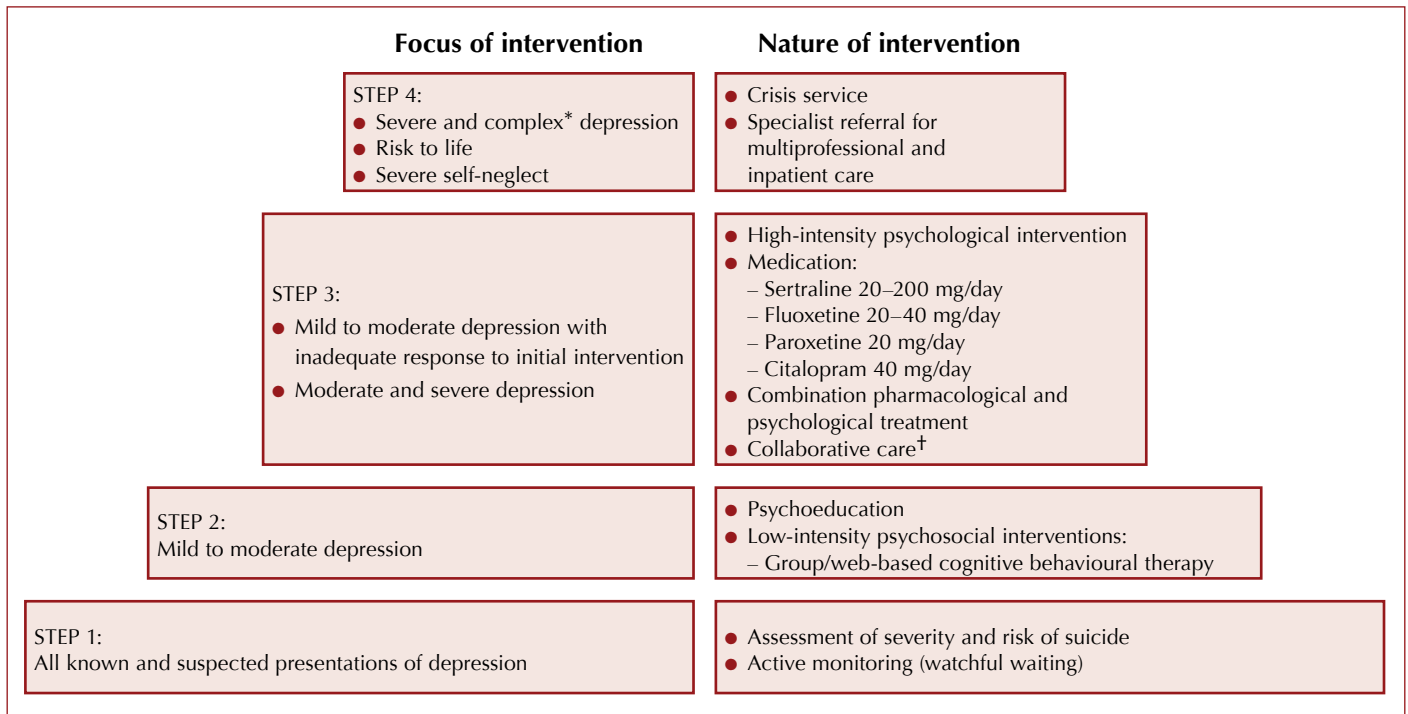 Focus of intervention
Nature of intervention
STEP 4:
● Severe and complex* depression
● Risk to life
● Severe self-neglect
● Crisis service
● Specialist referral for
multiprofessional and
inpatient care
STEP 3:
● Mild to moderate depression with
inadequate response to initial intervention
● Moderate and severe depression
● High-intensity psychological intervention
● Medication:
– Sertraline 20–200 mg/day
– Fluoxetine 20–40 mg/day
– Paroxetine 20 mg/day
– Citalopram 40 mg/day
● Combination pharmacological and
psychological treatment
● Collaborative care†
STEP 2:
Mild to moderate depression
● Psychoeducation
● Low-intensity psychosocial interventions:
– Group/web-based cognitive behavioural therapy
STEP 1:
All known and suspected presentations of depression
● Assessment of severity and risk of suicide
● Active monitoring (watchful waiting)